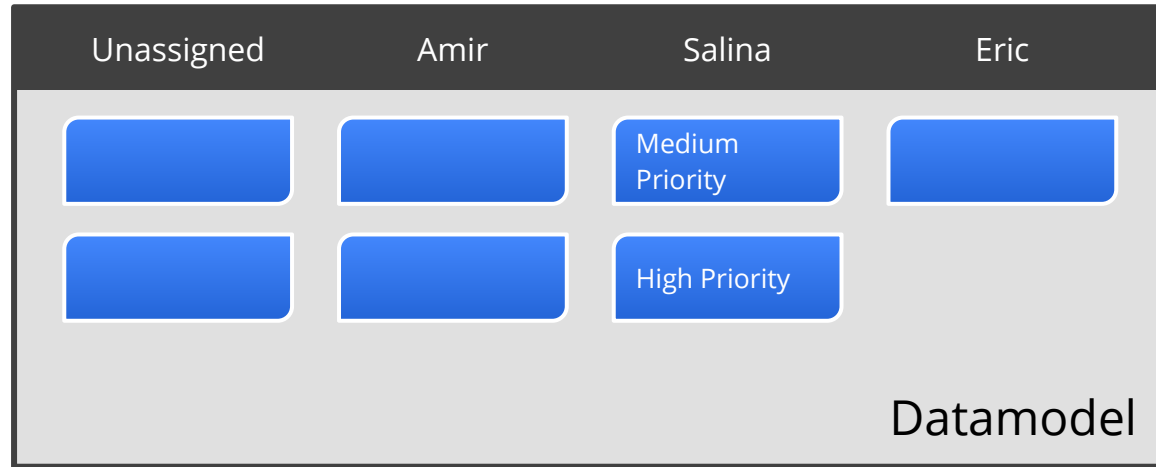 Unassigned
Amir
Salina
Eric
Medium
Priority
High Priority
Datamodel